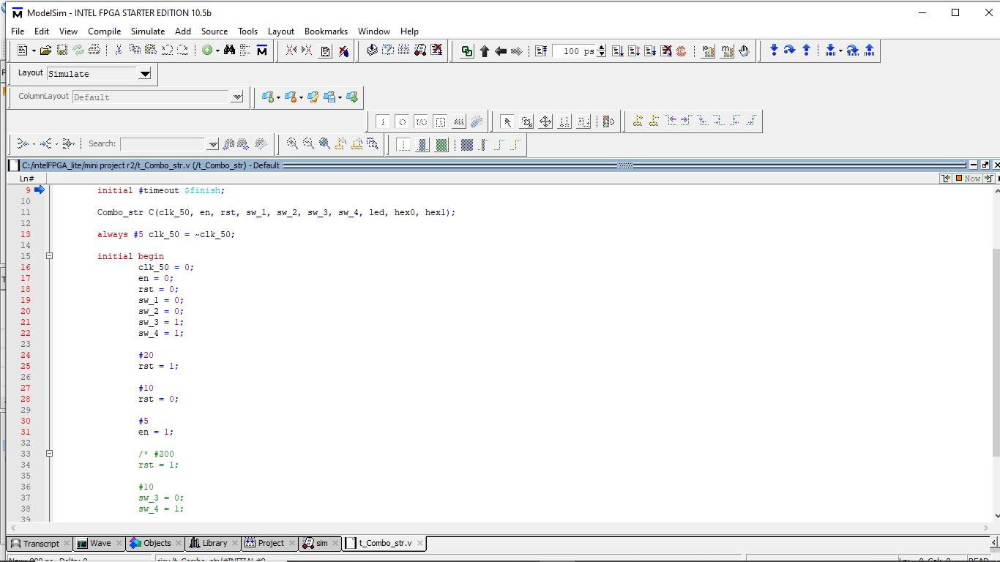 ModelSim - INTEL FPGA STARTER EDITION 10.5b
File Edit View Compile Simulate Add Source Tools Layout Bookmarks Window Help
100 ps
Layout Simulate
ColumnLayout Default
ALL
Search:
C:/intelFPGA_lite/mini project r2/t_Combo_str.v (/t_Combo_str) - Default
Ln#
Now
9 initial #timeout $finish;
10
11 Combo_str C(clk_50, en, rst, sw_1, sw_2, sw_3, sw_4, led, hex0, hex1);
12
13 always #5 clk_50 = ~clk_50;
14
15 initial begin
16 clk_50 = 0;
17 en = 0;
18 rst = 0;
19 sw_1 = 0;
20 sw_2 = 0;
21 sw_3 = 1;
22 sw_4 = 1;
23
24 #20
25 rst = 1;
26
27 #10
28 rst = 0;
29
30 #5
31 en = 1;
32
33 /* #200
34 rst = 1;
35
36 #10
37 sw_3 = 0;
38 sw_4 = 1;
39
Transcript Wave Objects Library Project sim t_Combo_str.v